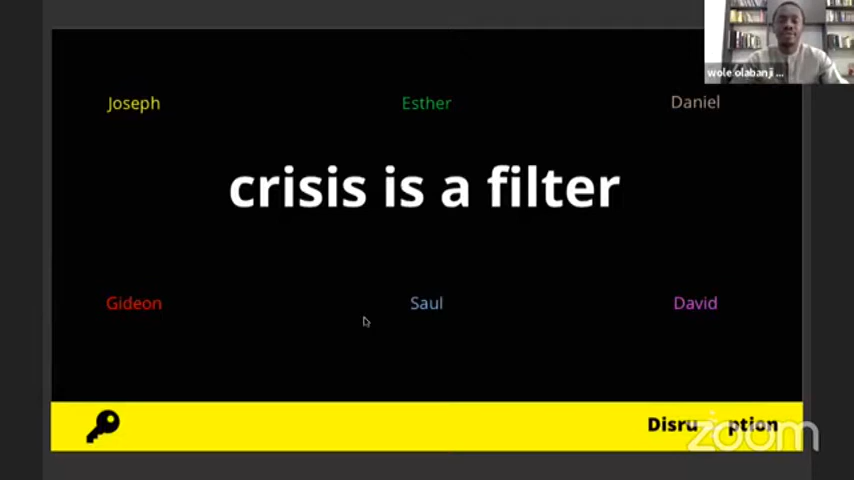 wole olabanji ...
Joseph Esther Daniel
crisis is a filter
Gideon Saul David
Disru ption
zoom